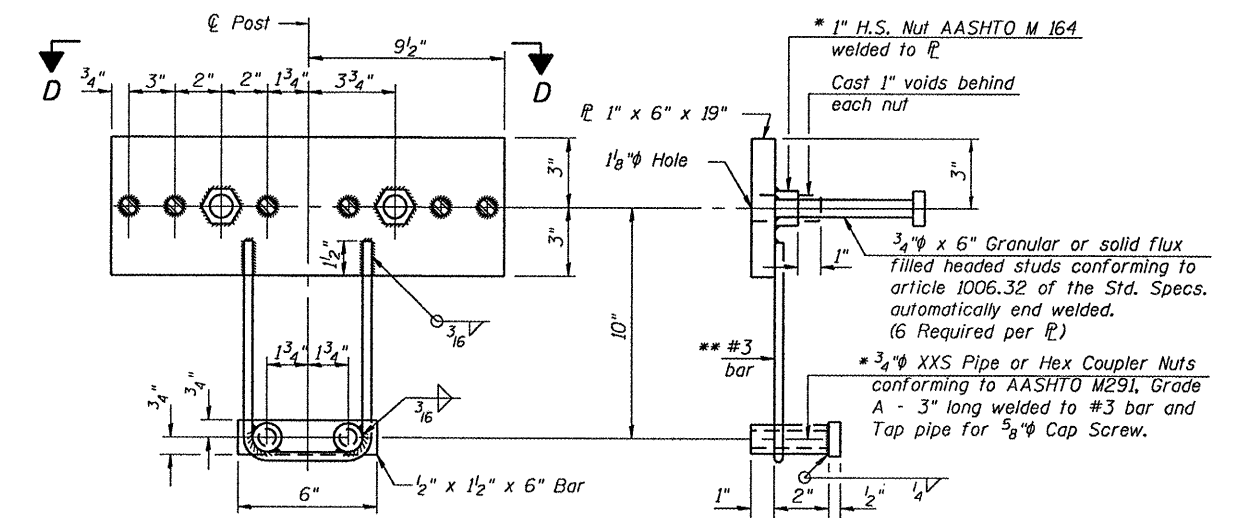 ℄ Post
D
D
9½"
¾"
3"
2"
2"
1¾"
3¾"
3"
3"
1½"
3/16
10"
1¾"
1¾"
¾"
¾"
3/16
6"
½" x 1½" x 6" Bar
* 1" H.S. Nut AASHTO M 164
welded to ℙL
Cast 1" voids behind
each nut
ℙL 1" x 6" x 19"
1⅛"ϕ Hole
3"
1"
¾"ϕ x 6" Granular or solid flux
filled headed studs conforming to
article 1006.32 of the Std. Specs.
automatically end welded.
(6 Required per ℙL)
** #3
bar
* ¾"ϕ XXS Pipe or Hex Coupler Nuts
conforming to AASHTO M291, Grade
A - 3" long welded to #3 bar and
Tap pipe for ⅝"ϕ Cap Screw.
1"
2"
½"
¼